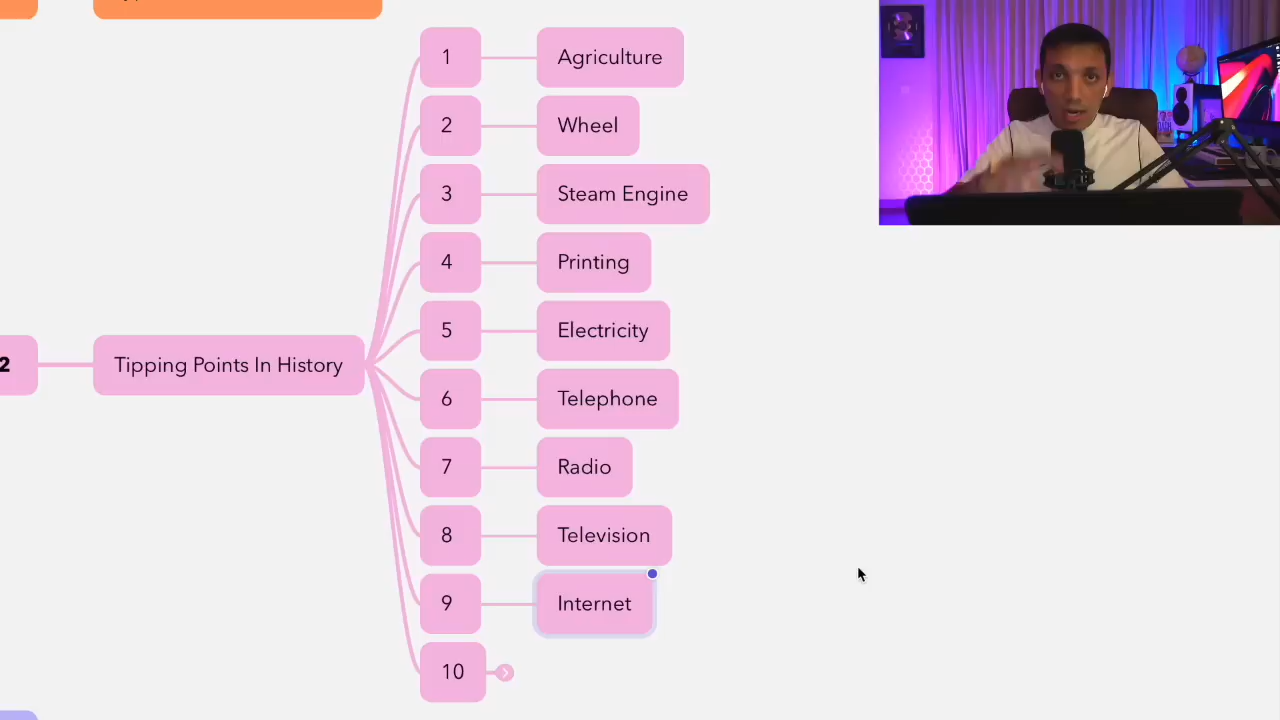 1
Agriculture
2
Wheel
3
Steam Engine
4
Printing
5
Electricity
2
Tipping Points In History
6
Telephone
7
Radio
8
Television
9
Internet
10